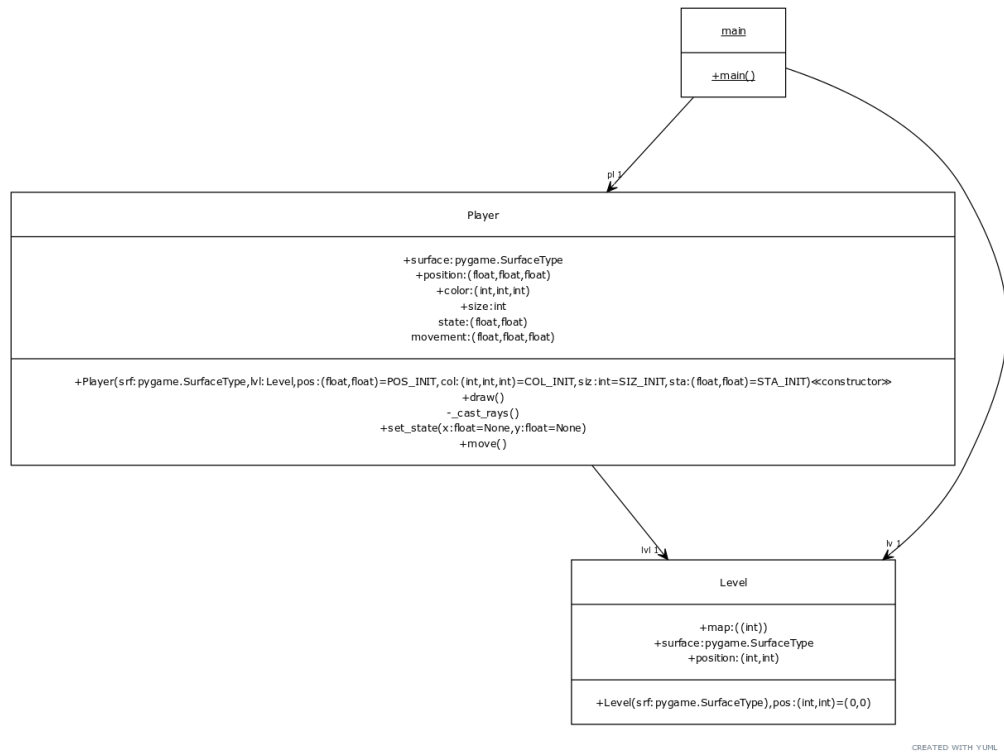 main
+main()
pl 1
Player
+surface:pygame.SurfaceType
+position:(float,float,float)
+color:(int,int,int)
+size:int
state:(float,float)
movement:(float,float,float)
+Player(srf:pygame.SurfaceType,lvl:Level,pos:(float,float)=POS_INIT,col:(int,int,int)=COL_INIT,siz:int=SIZ_INIT,sta:(float,float)=STA_INIT)≪constructor≫
+draw()
-_cast_rays()
+set_state(x:float=None,y:float=None)
+move()
lvl 1
lv 1
Level
+map:((int))
+surface:pygame.SurfaceType
+position:(int,int)
+Level(srf:pygame.SurfaceType),pos:(int,int)=(0,0)
CREATED WITH YUML